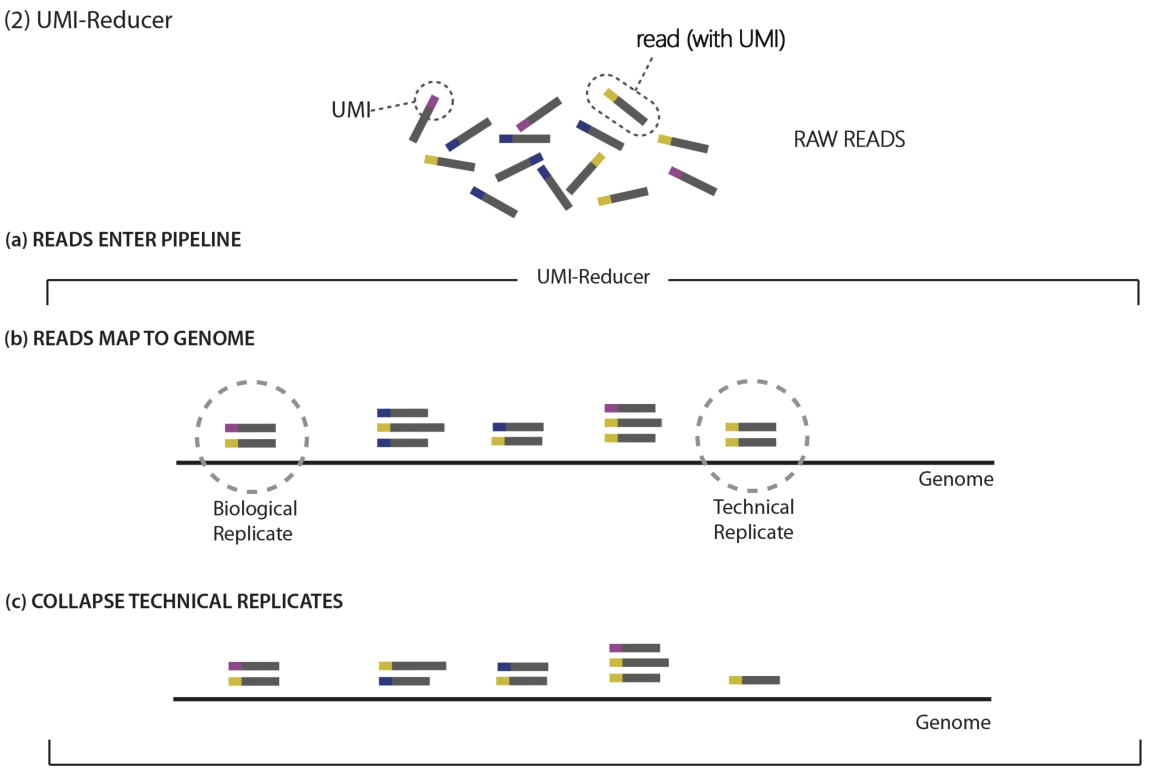 (2) UMI-Reducer
read (with UMI)
UMI
RAW READS
(a) READS ENTER PIPELINE
UMI-Reducer
(b) READS MAP TO GENOME
Genome
Biological
Replicate
Technical
Replicate
(c) COLLAPSE TECHNICAL REPLICATES
Genome